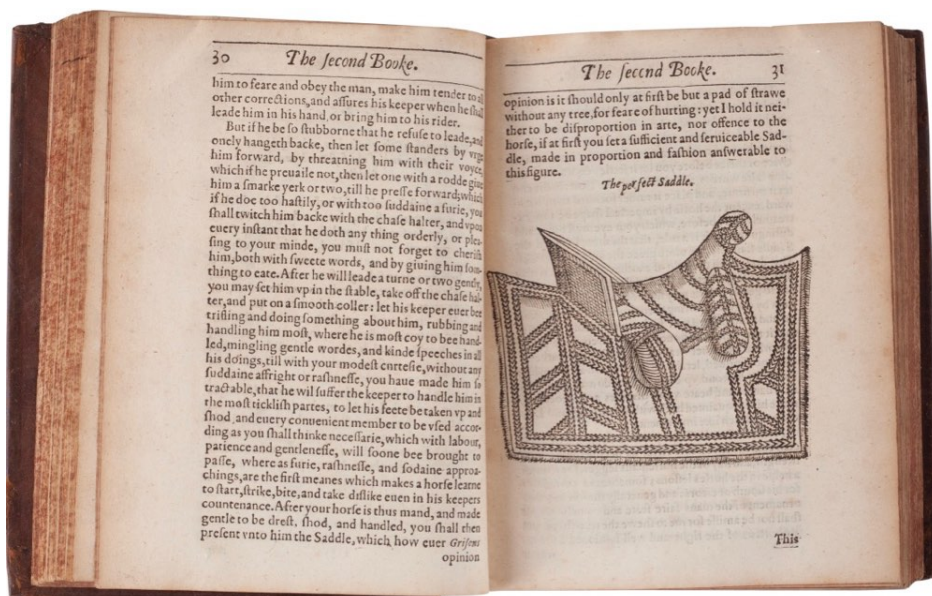 30 The ſecond Booke.
him to feare and obey the man, make him tender to all
other corrections, and aſſures his keeper when he ſhall
leade him in his hand, or bring him to his rider.
But if he be ſo ſtubborne that he refuſe to leade, and
onely hangeth backe, then let ſome ſtanders by vrge
him forward, by threatning him with their voyce,
which if he preuaile not, then let one with a rodde giue
him a ſmarke yerk or two, till he preſſe forward; which
if he doe too haſtily, or with too ſuddaine a furie, you
ſhall twitch him backe with the chaſe halter, and vpon
euery inſtant that he doth any thing orderly, or plea-
ſing to your minde, you muſt not forget to cheriſh
him, both with ſweete words, and by giuing him ſom-
thing to eate. After he will leade a turne or two gently,
you may ſet him vp in the ſtable, take off the chaſe hal-
ter, and put on a ſmooth coller: let his keeper euer bee
trifling and doing ſomething about him, rubbing and
handling him moſt, where he is moſt coy to bee hand-
led, mingling gentle wordes, and kinde ſpeeches in all
his doings, till with your modeſt curteſie, without any
ſuddaine affright or raſhneſſe, you haue made him ſo
tractable, that he wil ſuffer the keeper to handle him in
the moſt ticklish partes, to let his feete be taken vp and
ſhod, and euery conuenient member to be vſed accor-
ding as you ſhall thinke neceſſarie, which with labour,
patience and gentleneſſe, will ſoone bee brought to
paſſe, where as furie, raſhneſſe, and ſodaine approa-
chings, are the firſt meanes which makes a horſe learne
to ſtart, ſtrike, bite, and take diſlike euen in his keepers
countenance. After your horſe is thus mand, and made
gentle to be dreſt, ſhod, and handled, you ſhall then
preſent vnto him the Saddle, which how euer Griſons
opinion
The ſecond Booke. 31
opinion is it ſhould only at firſt be but a pad of ſtrawe
without any tree, for feare of hurting: yet I hold it nei-
ther to be diſproportion in arte, nor offence to the
horſe, if at firſt you ſet a ſufficient and ſeruiceable Sad-
dle, made in proportion and faſhion anſwerable to
this figure.
The perfect Saddle.
This